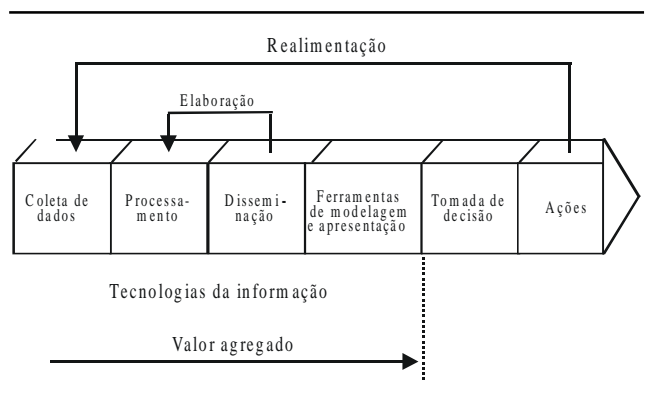 Realimentação
Elaboração
Coleta de
dados
Processa-
mento
Dissemi-
nação
Ferramentas
de modelagem
e apresentação
Tomada de
decisão
Ações
Tecnologias da informação
Valor agregado